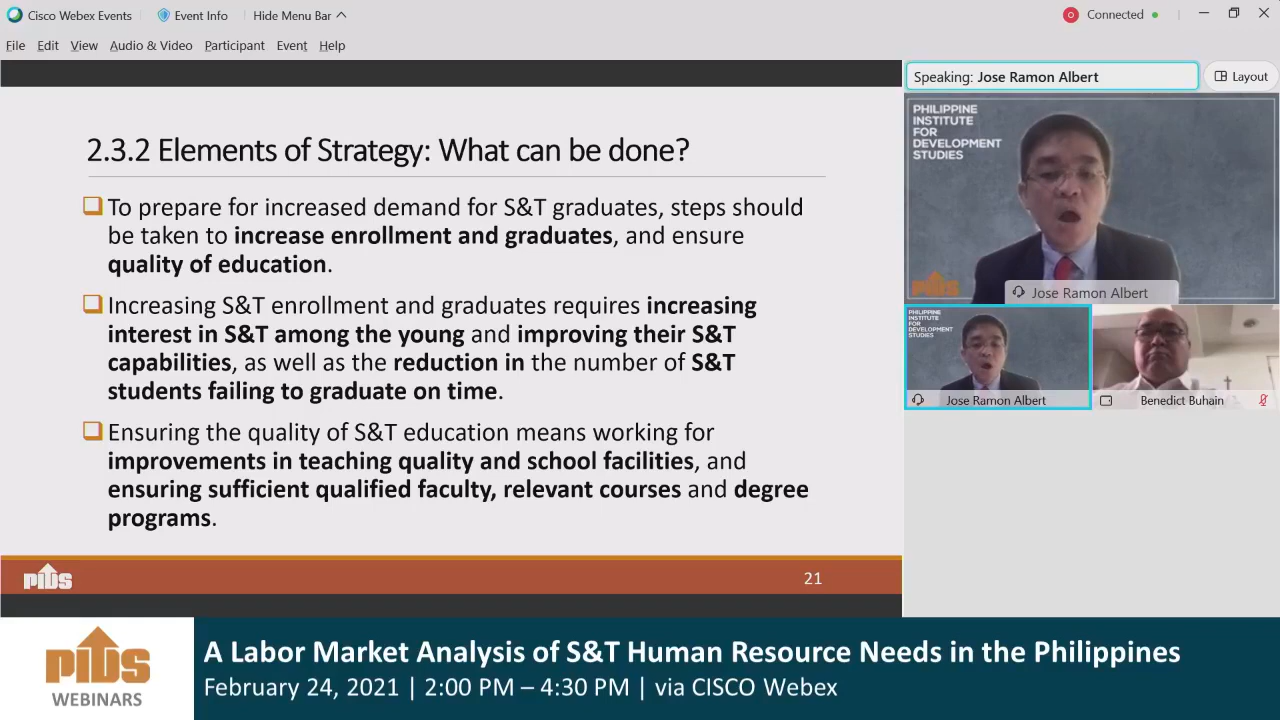 Cisco Webex Events
Event Info
Hide Menu Bar
Connected
File Edit View Audio & Video Participant Event Help
Speaking: Jose Ramon Albert
Layout
2.3.2 Elements of Strategy: What can be done?
To prepare for increased demand for S&T graduates, steps should
be taken to increase enrollment and graduates, and ensure
quality of education.
Increasing S&T enrollment and graduates requires increasing
interest in S&T among the young and improving their S&T
capabilities, as well as the reduction in the number of S&T
students failing to graduate on time.
Ensuring the quality of S&T education means working for
improvements in teaching quality and school facilities, and
ensuring sufficient qualified faculty, relevant courses and degree
programs.
PIDS
21
PHILIPPINE
INSTITUTE
FOR
DEVELOPMENT
STUDIES
Jose Ramon Albert
PHILIPPINE
INSTITUTE
FOR
DEVELOPMENT
STUDIES
Jose Ramon Albert
Benedict Buhain
PIDS
WEBINARS
A Labor Market Analysis of S&T Human Resource Needs in the Philippines
February 24, 2021 | 2:00 PM – 4:30 PM | via CISCO Webex